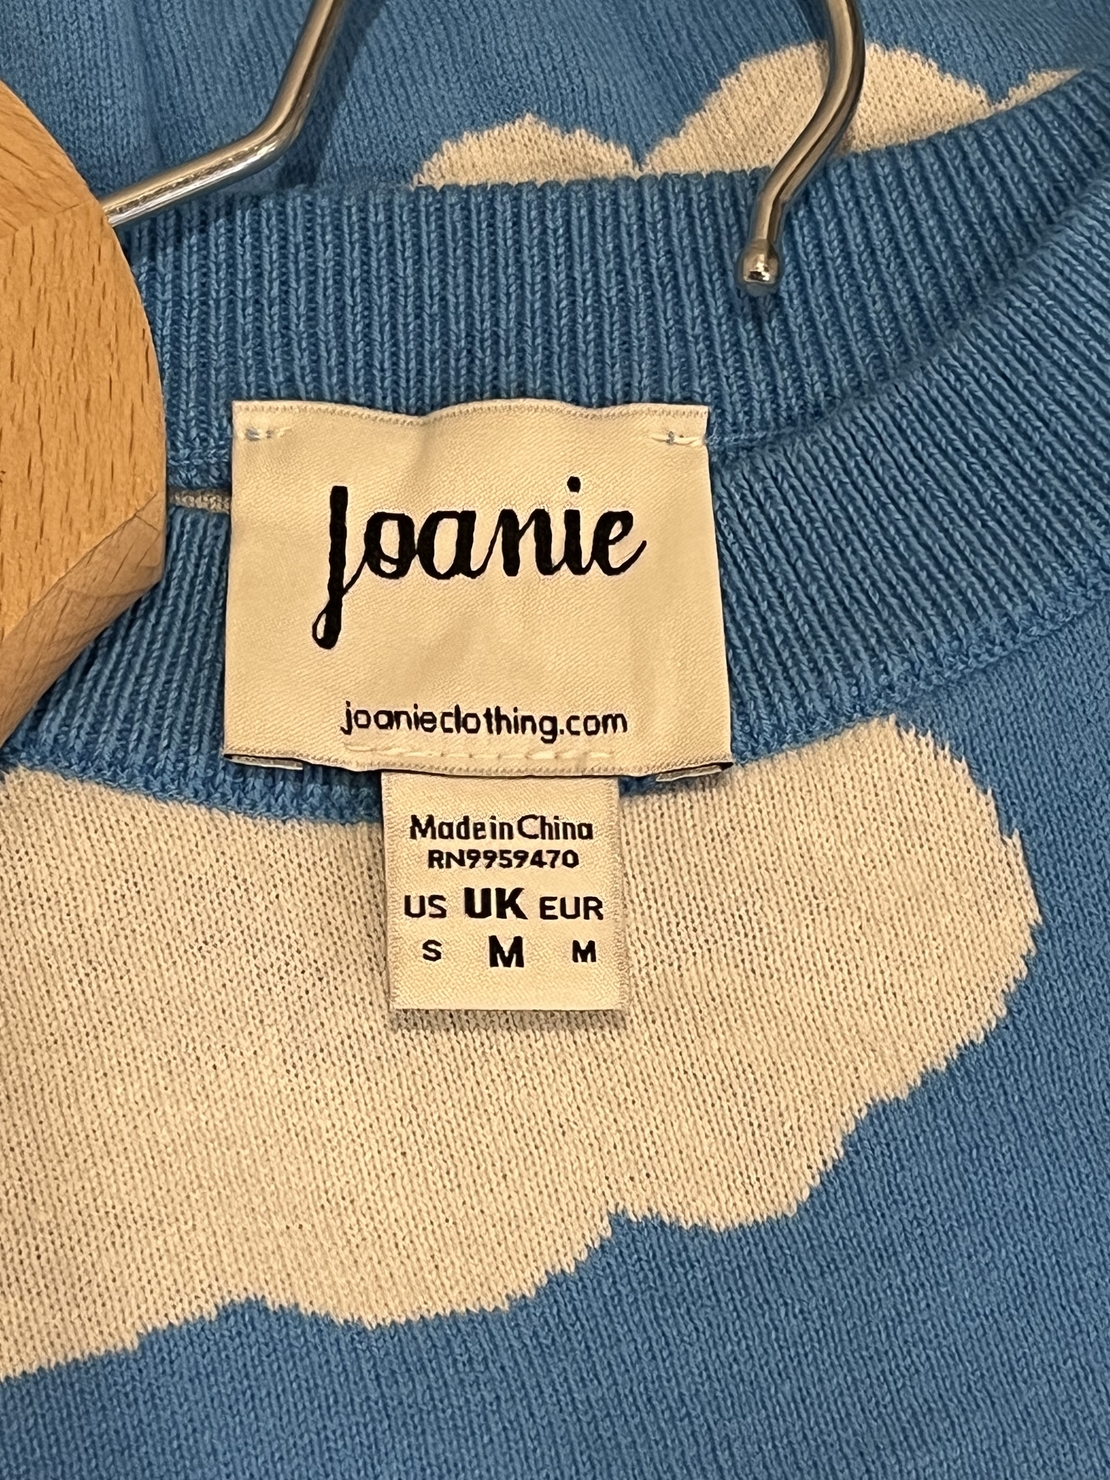 Joanie
joanieclothing.com
Made in China
RN9959470
US UK EUR
S M M